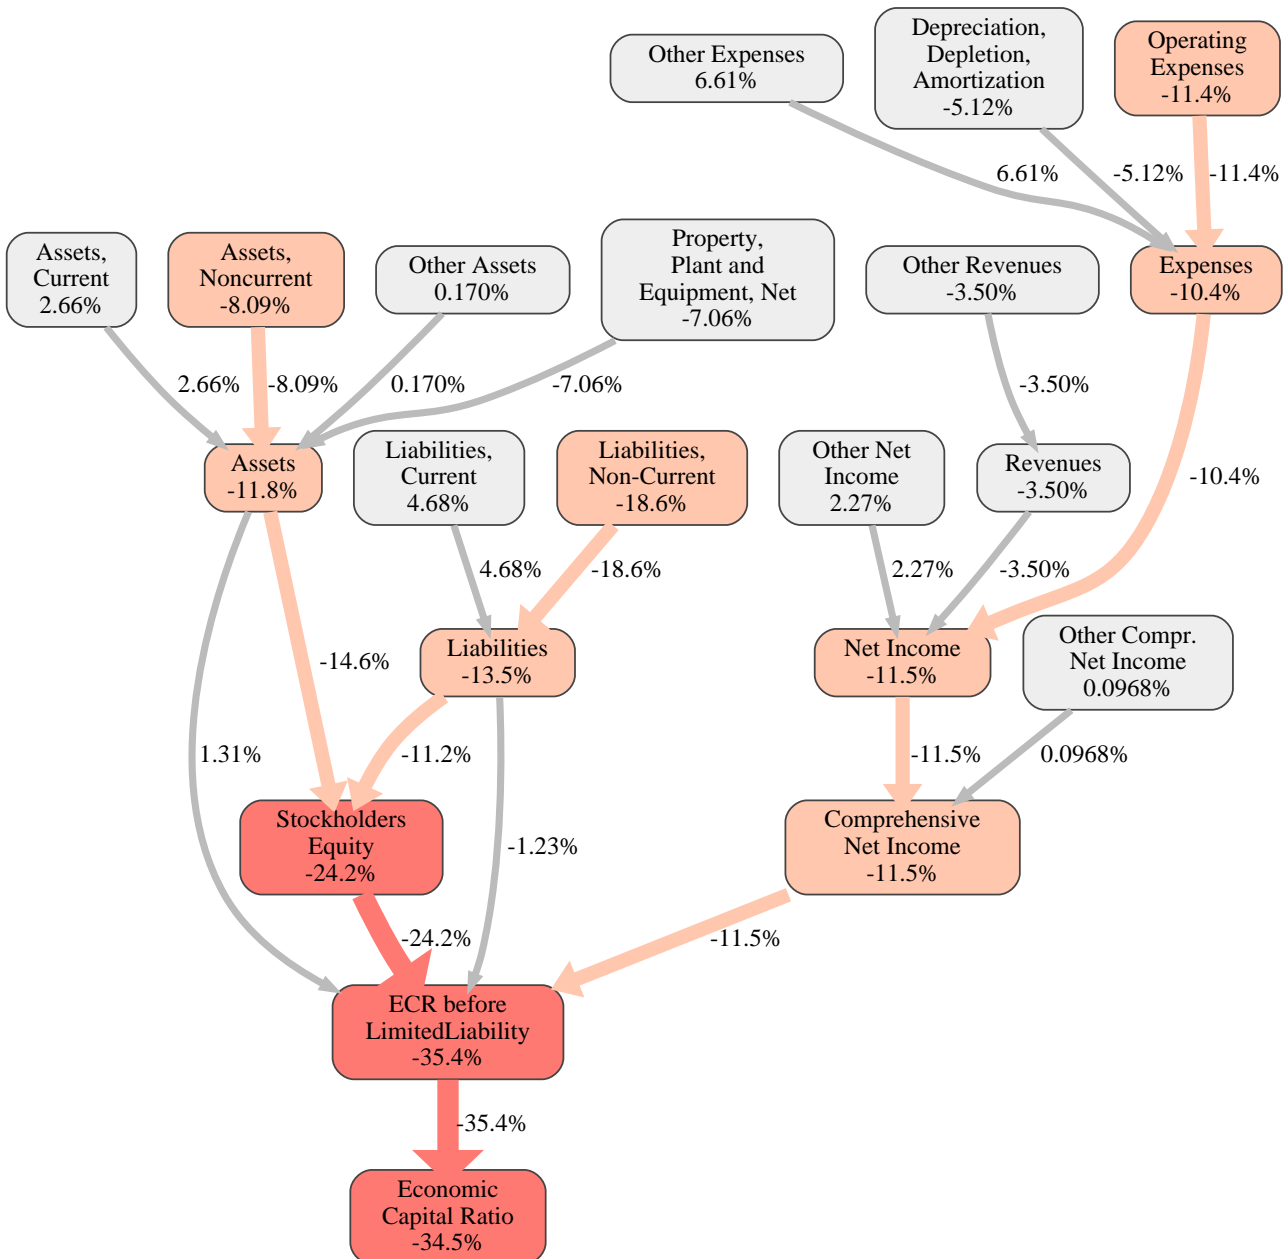 Other Expenses
6.61%
Depreciation,
Depletion,
Amortization
-5.12%
Operating
Expenses
-11.4%
6.61%
-5.12%
-11.4%
Assets,
Current
2.66%
Assets,
Noncurrent
-8.09%
Other Assets
0.170%
Property,
Plant and
Equipment, Net
-7.06%
Other Revenues
-3.50%
Expenses
-10.4%
2.66%
-8.09%
0.170%
-7.06%
-3.50%
Assets
-11.8%
Liabilities,
Current
4.68%
Liabilities,
Non-Current
-18.6%
Other Net
Income
2.27%
Revenues
-3.50%
-10.4%
4.68%
-18.6%
2.27%
-3.50%
-14.6%
Liabilities
-13.5%
Net Income
-11.5%
Other Compr.
Net Income
0.0968%
1.31%
-11.2%
-11.5%
0.0968%
Stockholders
Equity
-24.2%
-1.23%
Comprehensive
Net Income
-11.5%
-24.2%
-11.5%
ECR before
LimitedLiability
-35.4%
-35.4%
Economic
Capital Ratio
-34.5%